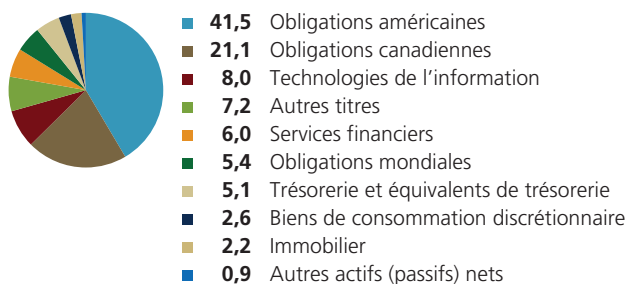 41,5 Obligations américaines
21,1 Obligations canadiennes
8,0 Technologies de l'information
7,2 Autres titres
6,0 Services financiers
5,4 Obligations mondiales
5,1 Trésorerie et équivalents de trésorerie
2,6 Biens de consommation discrétionnaire
2,2 Immobilier
0,9 Autres actifs (passifs) nets